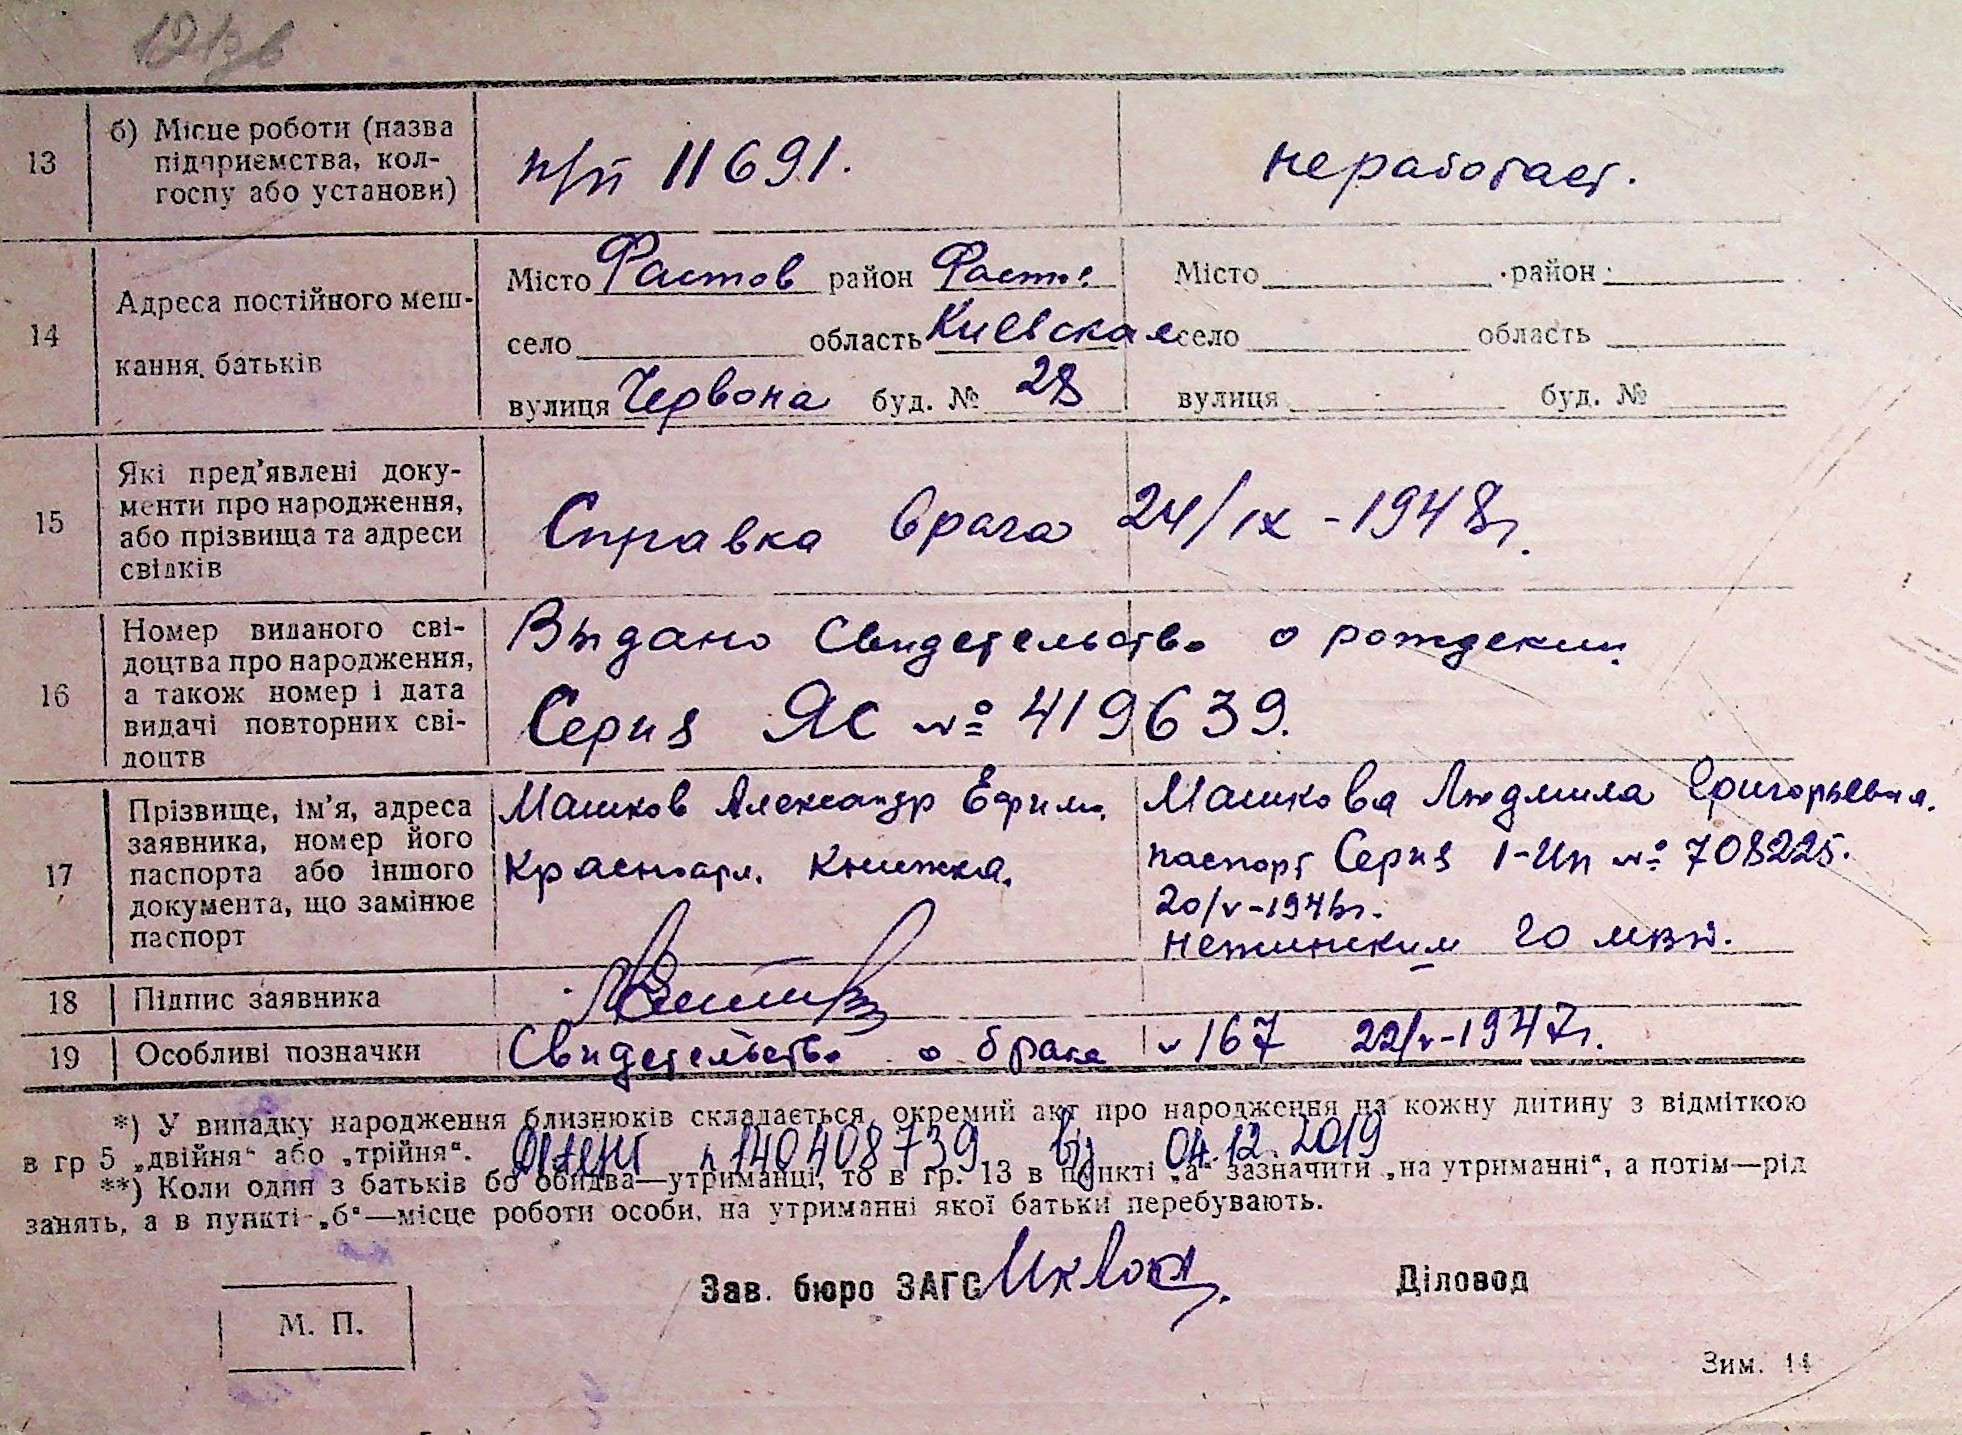 13 б) Місце роботи (назва підприємства, колгоспу або установи) п/п 11691. неработает.
14 Адреса постійного мешкання батьків
Місто Фастов район Фастов Місто район
село область Киевская село область
вулиця Червона буд. № 28 вулиця буд. №
15 Які пред'явлені документи про народження, або прізвища та адреси свідків Справка врача 24/IX-1948г.
16 Номер виданого свідоцтва про народження, а також номер і дата видачі повторних свідоцтв
Выдано Свидетельство о рождении
Серия ЯС № 419639.
17 Прізвище, ім'я, адреса заявника, номер його паспорта або іншого документа, що замінює паспорт
Машков Александр Ефим. Машкова Людмила Григорьевна.
Красноарм. книжка. паспорт Серия I-ИП № 708225.
нежинским ГО МВД.
18 Підпис заявника
19 Особливі позначки Свидетельство о браке № 167 22/V-1947г.
*) У випадку народження близнюків складається окремий акт про народження на кожну дитину з відміткою
в гр 5 „двійня“ або „трійня“. 140408739 від 04.12.2019
**) Коли один з батьків бо обидва—утриманці, то в гр. 13 в пункті „а“ зазначити „на утриманні“, а потім—рід
занять, а в пункті „б“—місце роботи особи, на утриманні якої батьки перебувають.
Зав. бюро ЗАГС Діловод
М. П.
Зим. 14